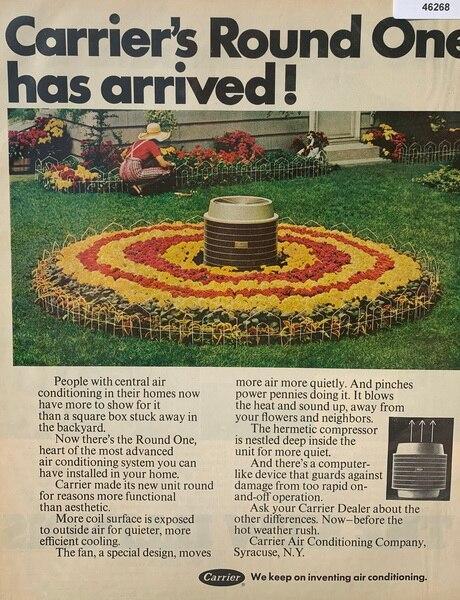 46268
Carrier's Round One
has arrived!
People with central air
conditioning in their homes now
have more to show for it
than a square box stuck away in
the backyard.
Now there's the Round One,
heart of the most advanced
air conditioning system you can
have installed in your home.
Carrier made its new unit round
for reasons more functional
than aesthetic.
More coil surface is exposed
to outside air for quieter, more
efficient cooling.
The fan, a special design, moves
more air more quietly. And pinches
power pennies doing it. It blows
the heat and sound up, away from
your flowers and neighbors.
The hermetic compressor
is nestled deep inside the
unit for more quiet.
And there's a computer-
like device that guards against
damage from too rapid on-
and-off operation.
Ask your Carrier Dealer about the
other differences. Now—before the
hot weather rush.
Carrier Air Conditioning Company,
Syracuse, N.Y.
Carrier We keep on inventing air conditioning.